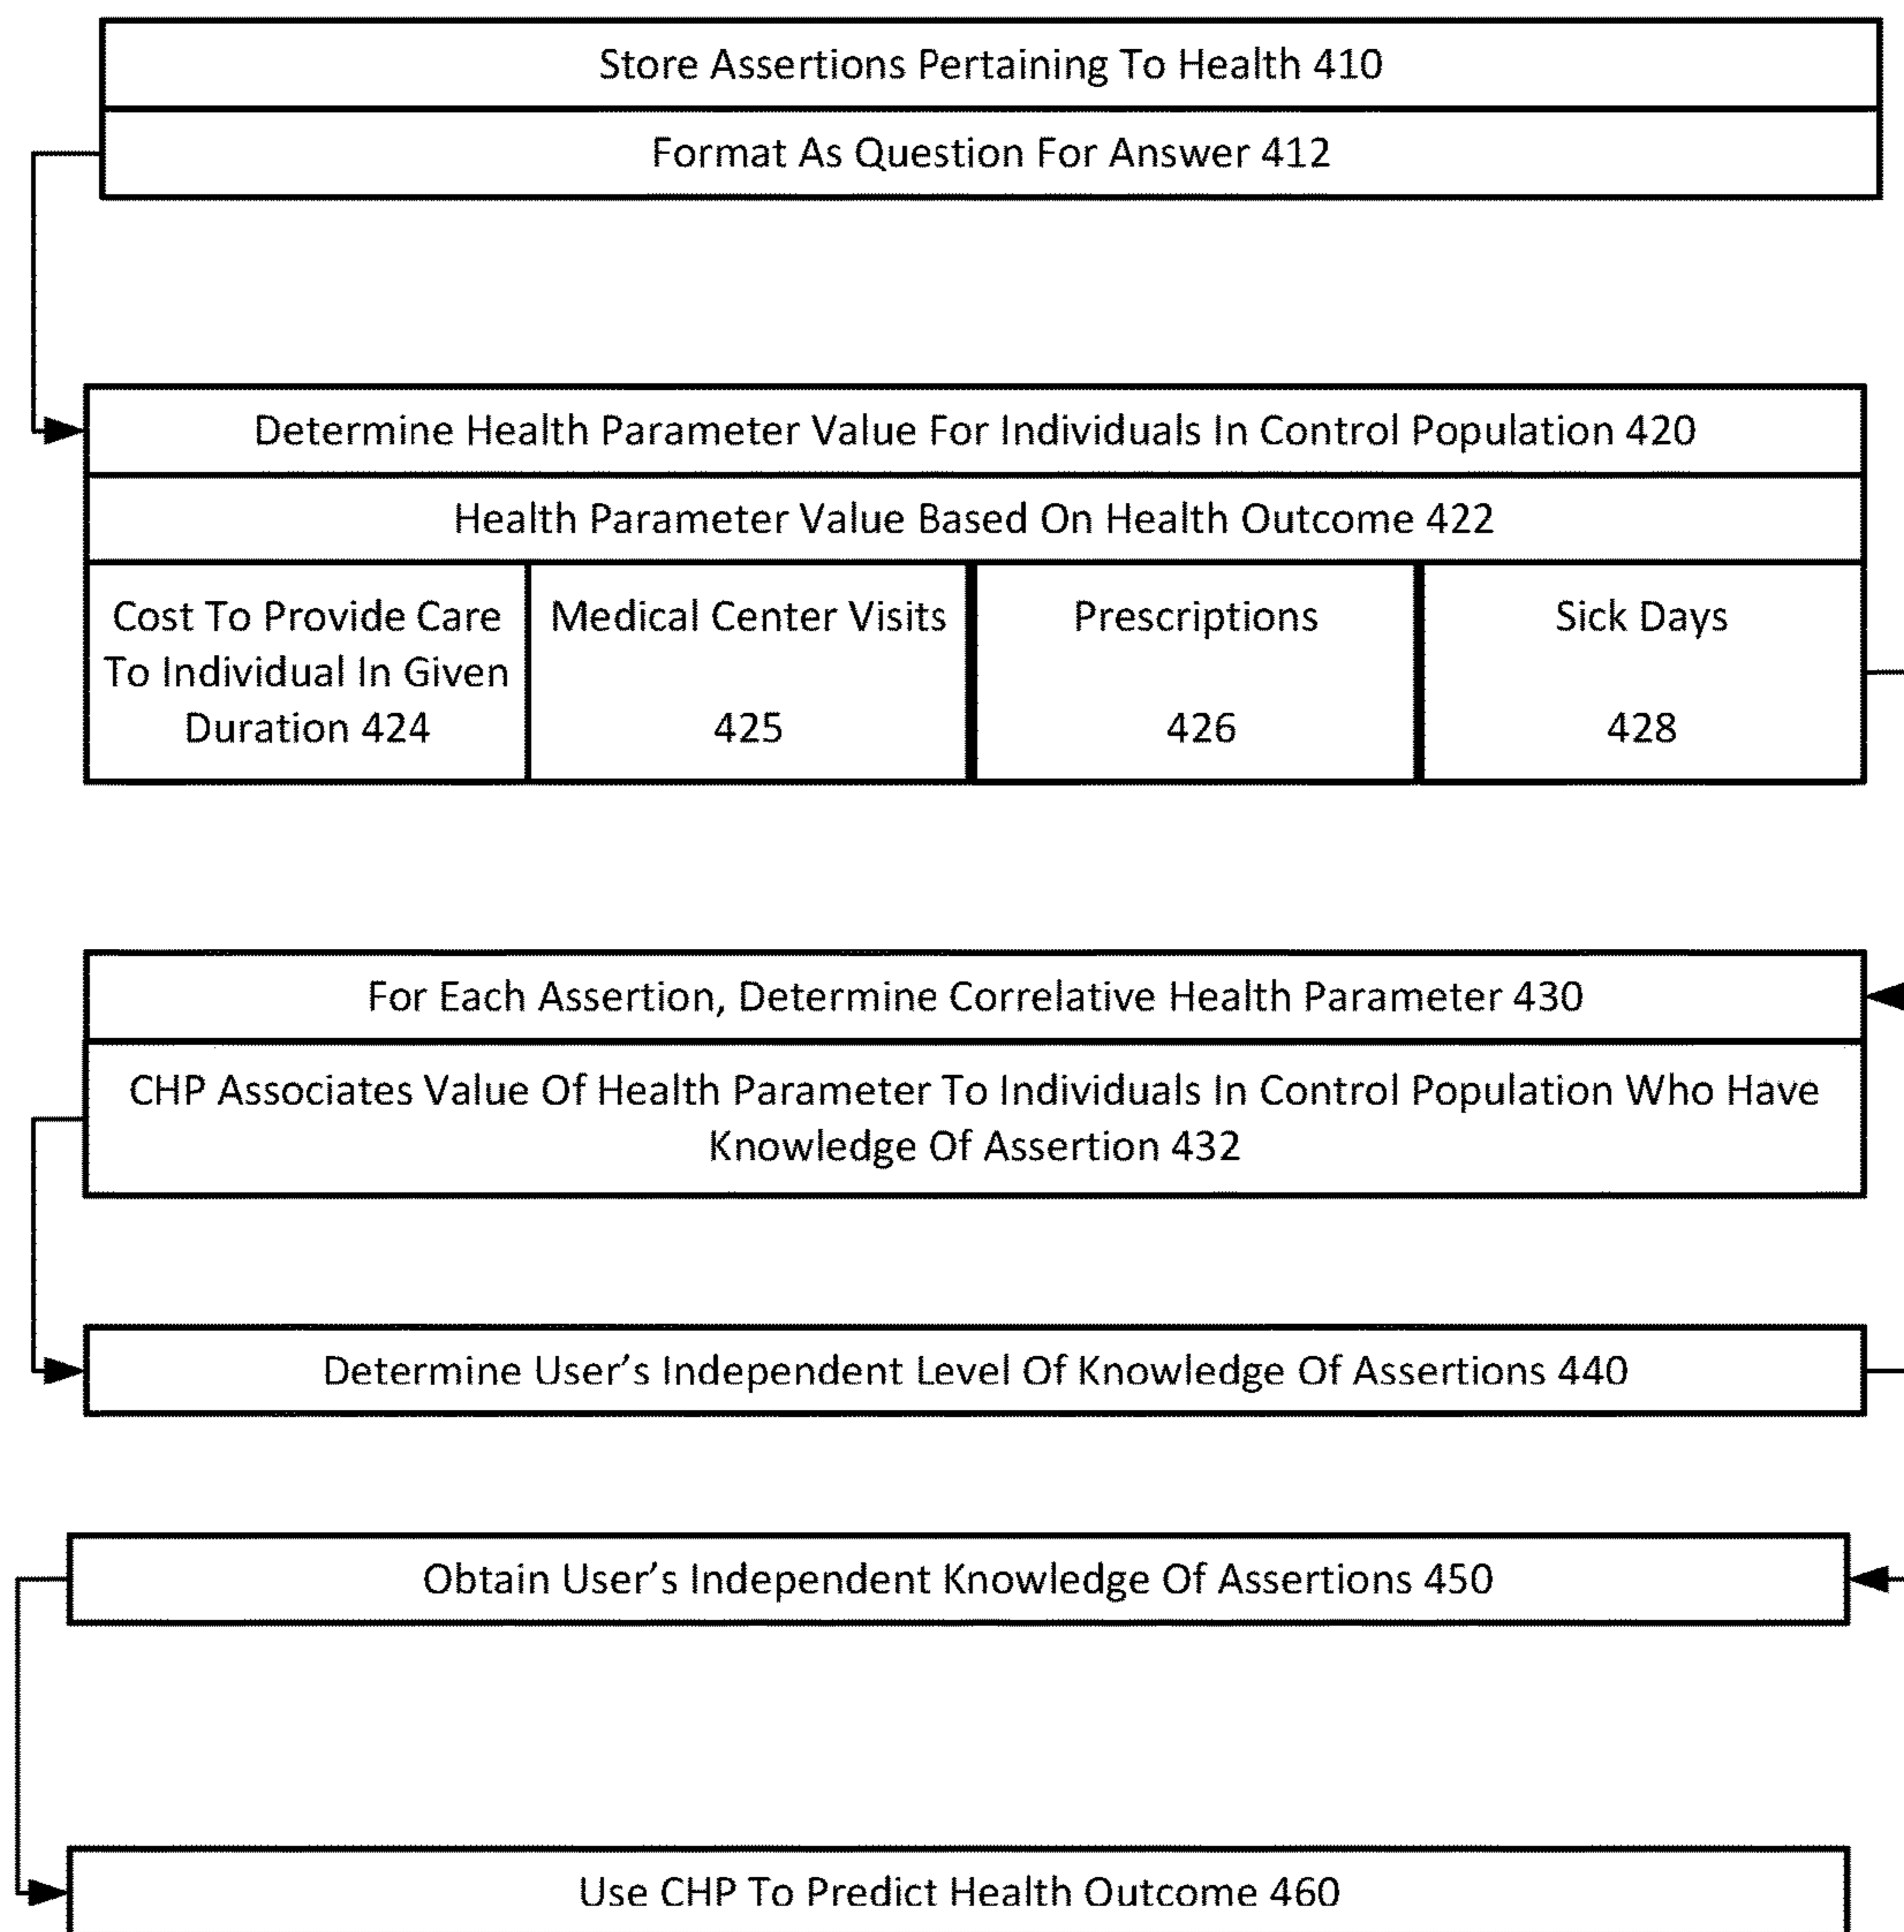 Store Assertions Pertaining To Health 410
Format As Question For Answer 412
Determine Health Parameter Value For Individuals In Control Population 420
Health Parameter Value Based On Health Outcome 422
Cost To Provide Care
To Individual In Given
Duration 424
Medical Center Visits
425
Prescriptions
426
Sick Days
428
For Each Assertion, Determine Correlative Health Parameter 430
CHP Associates Value Of Health Parameter To Individuals In Control Population Who Have
Knowledge Of Assertion 432
Determine User's Independent Level Of Knowledge Of Assertions 440
Obtain User's Independent Knowledge Of Assertions 450
Use CHP To Predict Health Outcome 460